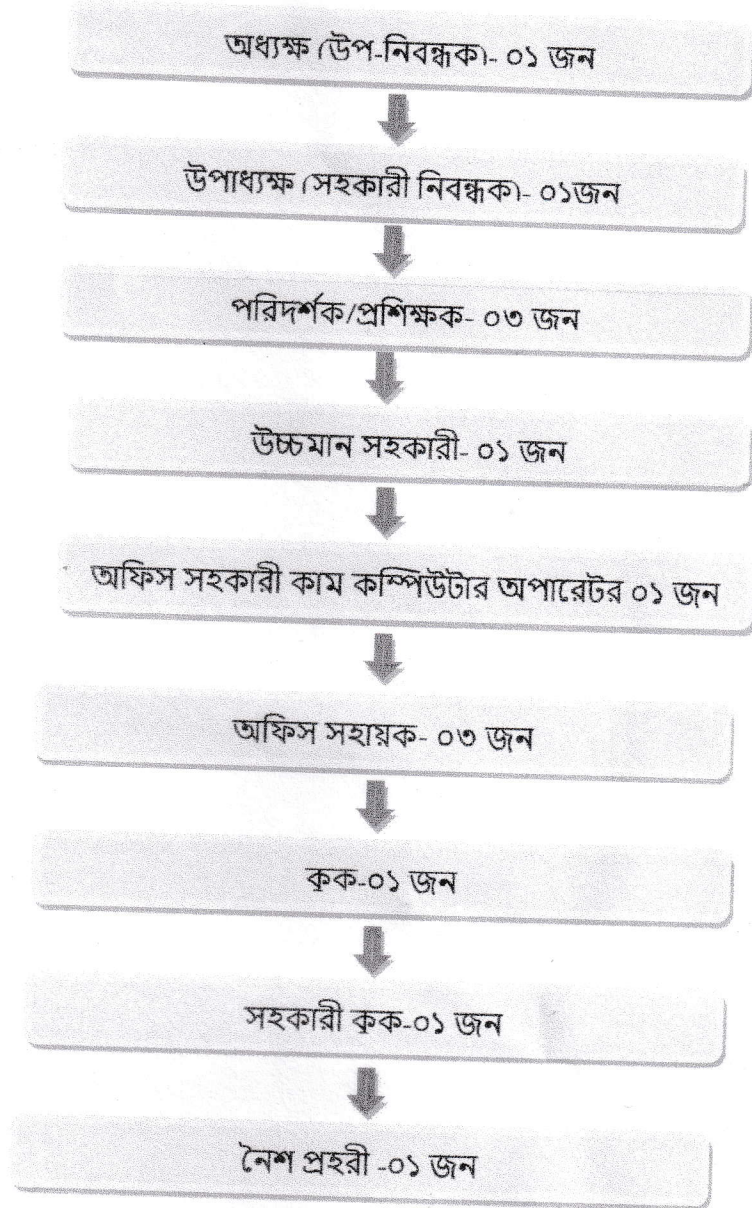 অধ্যক্ষ (উপ-নিবন্ধক)- ০১ জন
উপাধ্যক্ষ (সহকারী নিবন্ধক)- ০১জন
পরিদর্শক/প্রশিক্ষক- ০৩ জন
উচ্চমান সহকারী- ০১ জন
অফিস সহকারী কাম কম্পিউটার অপারেটর ০১ জন
অফিস সহায়ক- ০৩ জন
কুক-০১ জন
সহকারী কুক-০১ জন
নৈশ প্রহরী -০১ জন